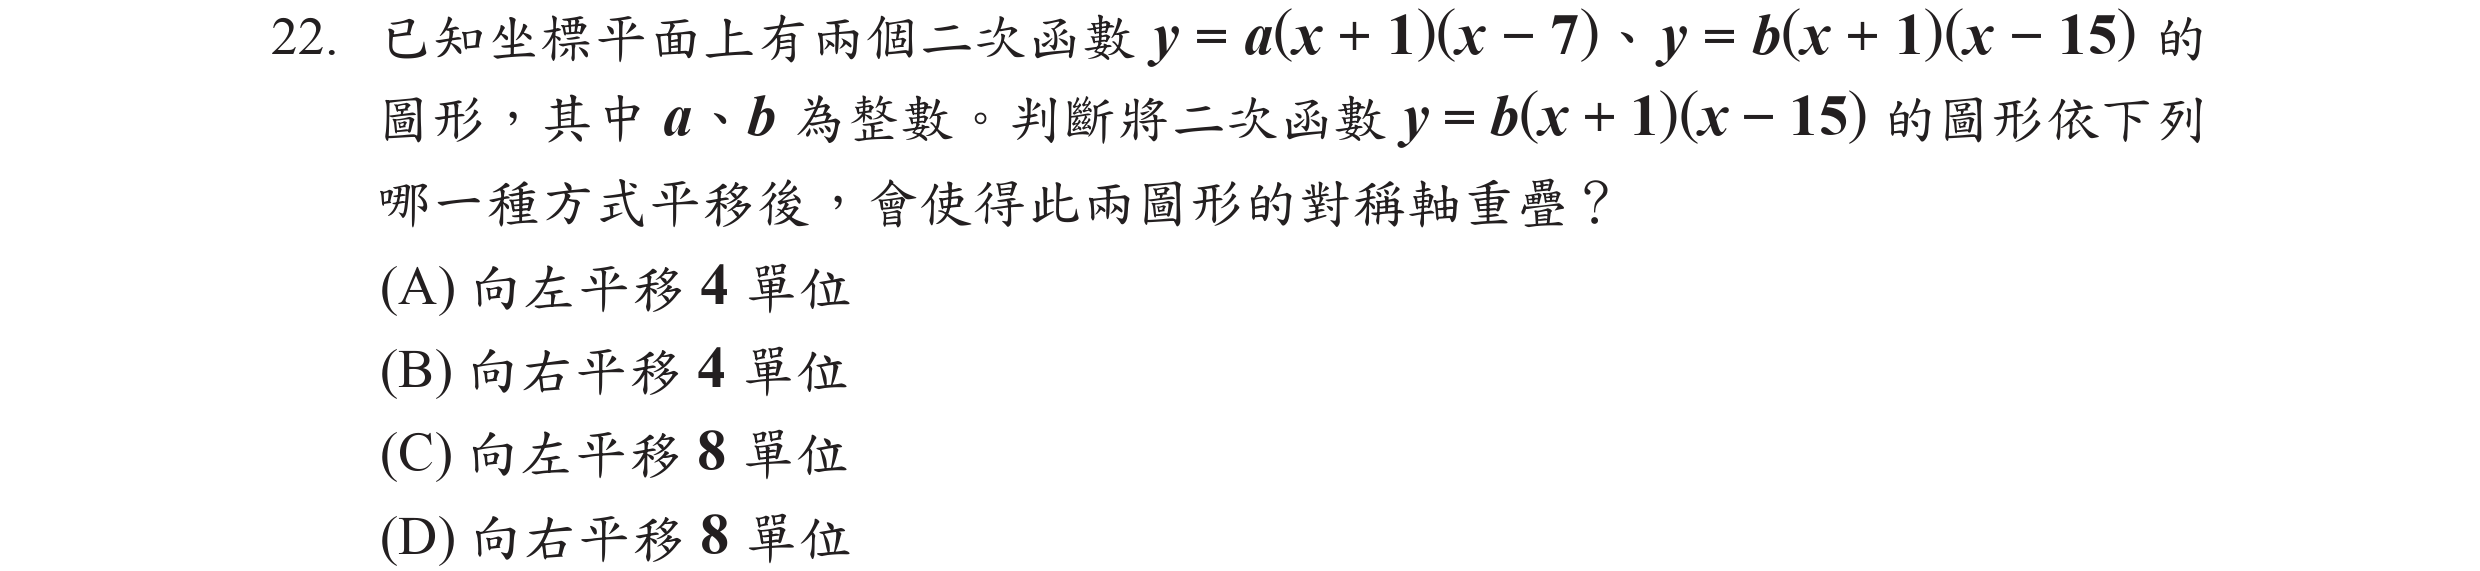 22. 已知坐標平面上有兩個二次函數 y = a(x + 1)(x − 7)、y = b(x + 1)(x − 15) 的
圖形，其中 a、b 為整數。判斷將二次函數 y = b(x + 1)(x − 15) 的圖形依下列
哪一種方式平移後，會使得此兩圖形的對稱軸重疊？
(A) 向左平移 4 單位
(B) 向右平移 4 單位
(C) 向左平移 8 單位
(D) 向右平移 8 單位